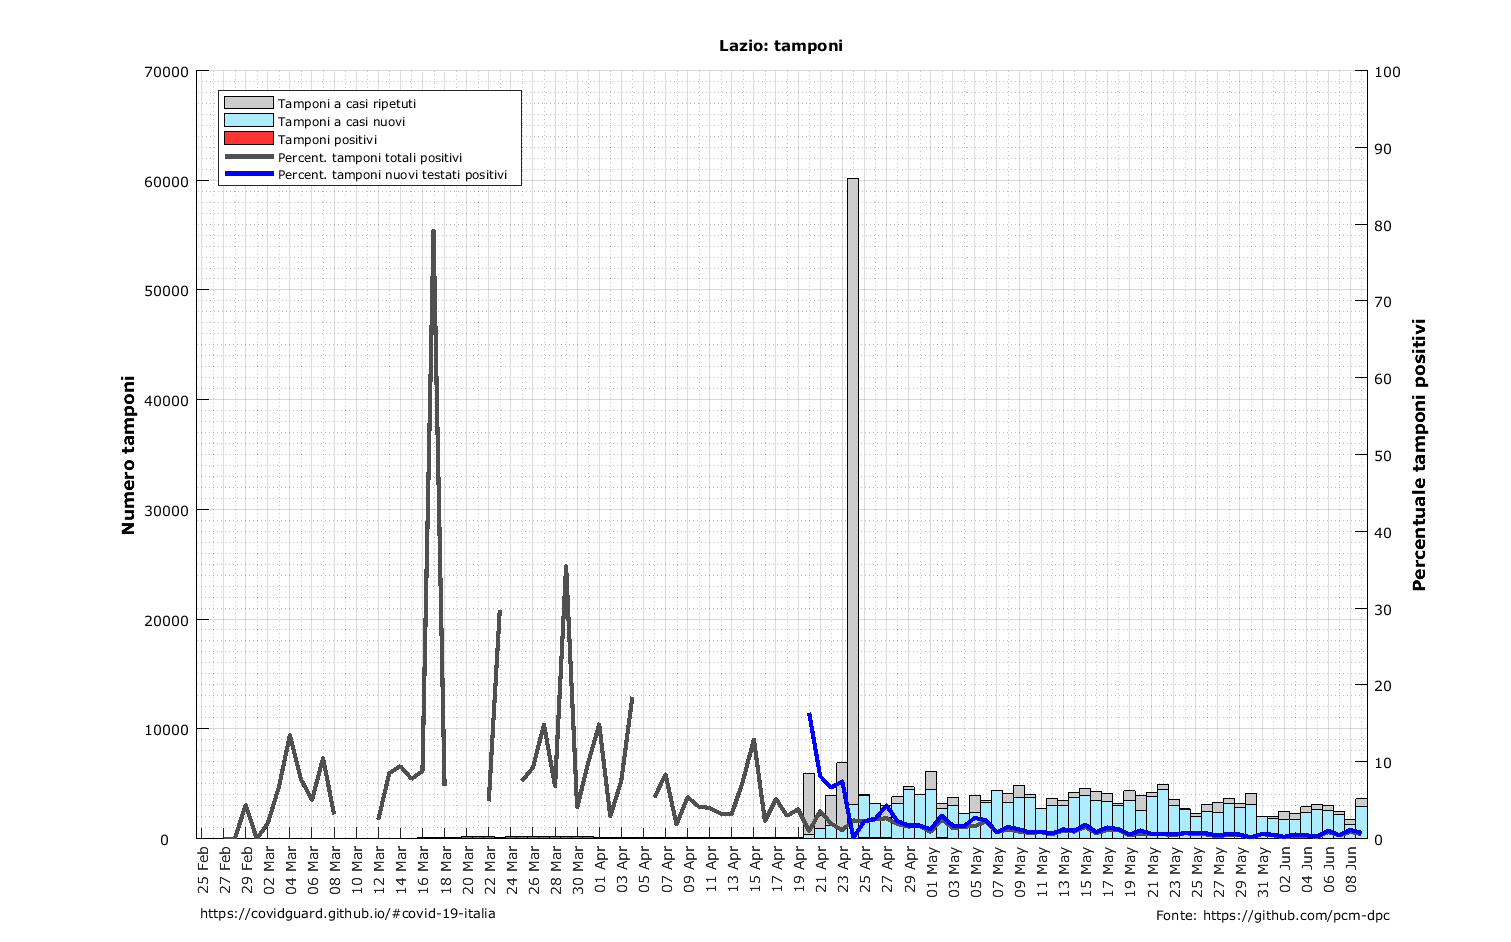 Lazio: tamponi
70000
60000
50000
40000
30000
20000
10000
0
Numero tamponi
Tamponi a casi ripetuti
Tamponi a casi nuovi
Tamponi positivi
Percent. tamponi totali positivi
Percent. tamponi nuovi testati positivi
100
90
80
70
60
50
40
30
20
10
0
Percentuale tamponi positivi
25 Feb
27 Feb
29 Feb
02 Mar
04 Mar
06 Mar
08 Mar
10 Mar
12 Mar
14 Mar
16 Mar
18 Mar
20 Mar
22 Mar
24 Mar
26 Mar
28 Mar
30 Mar
01 Apr
03 Apr
05 Apr
07 Apr
09 Apr
11 Apr
13 Apr
15 Apr
17 Apr
19 Apr
21 Apr
23 Apr
25 Apr
27 Apr
29 Apr
01 May
03 May
05 May
07 May
09 May
11 May
13 May
15 May
17 May
19 May
21 May
23 May
25 May
27 May
29 May
31 May
02 Jun
04 Jun
06 Jun
08 Jun
https://covidguard.github.io/#covid-19-italia
Fonte: https://github.com/pcm-dpc